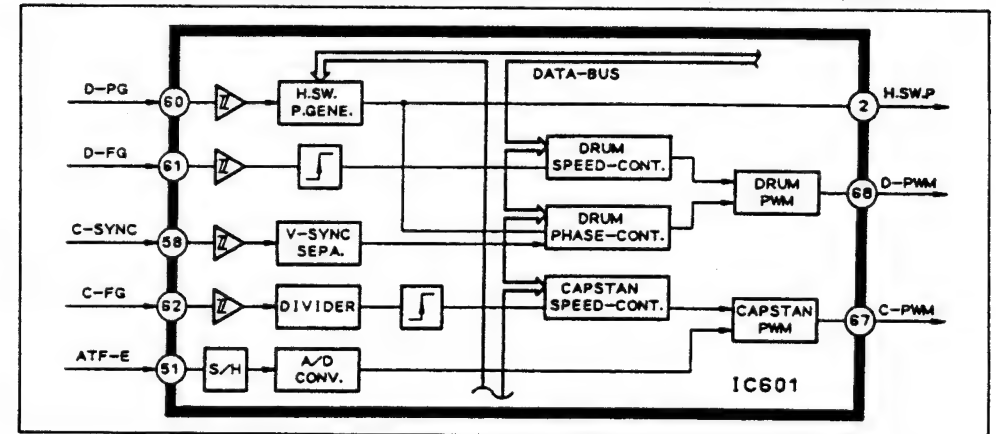 DATA-BUS
D-PG
60
H.SW.
P.GENE.
2
H.SW.P
D-FG
61
DRUM
SPEED-CONT.
DRUM
PWM
68
D-PWM
C-SYNC
58
V-SYNC
SEPA.
DRUM
PHASE-CONT.
C-FG
62
DIVIDER
CAPSTAN
SPEED-CONT.
CAPSTAN
PWM
67
C-PWM
ATF-E
51
S/H
A/D
CONV.
IC601